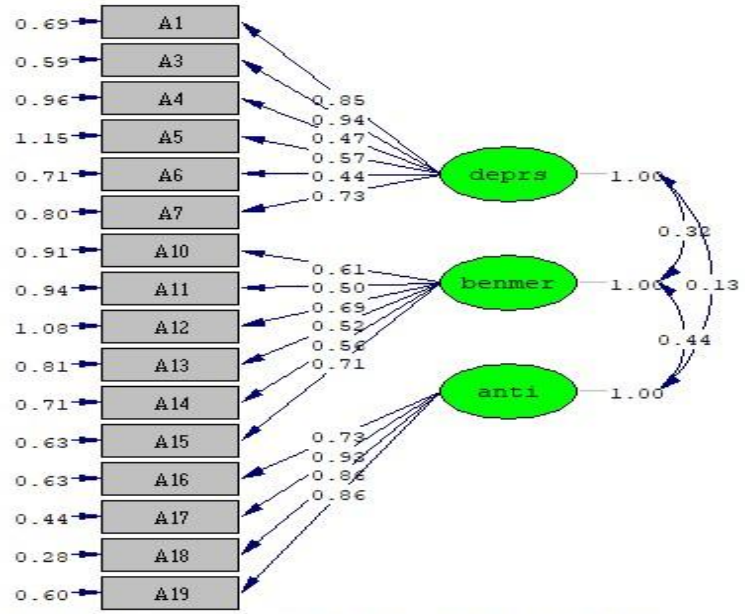 0.69 A1
0.59 A3
0.96 A4
0.85
0.94
1.15 A5
0.47
0.57
0.71 A6
0.44
deprs 1.00
0.73
0.80 A7
0.32
0.91 A10
0.61
0.94 A11
0.50
benmer 1.00 0.13
0.69
1.08 A12
0.52
0.56
0.44
0.81 A13
0.71
anti 1.00
0.71 A14
0.63 A15
0.73
0.93
0.63 A16
0.86
0.86
0.44 A17
0.28 A18
0.60 A19